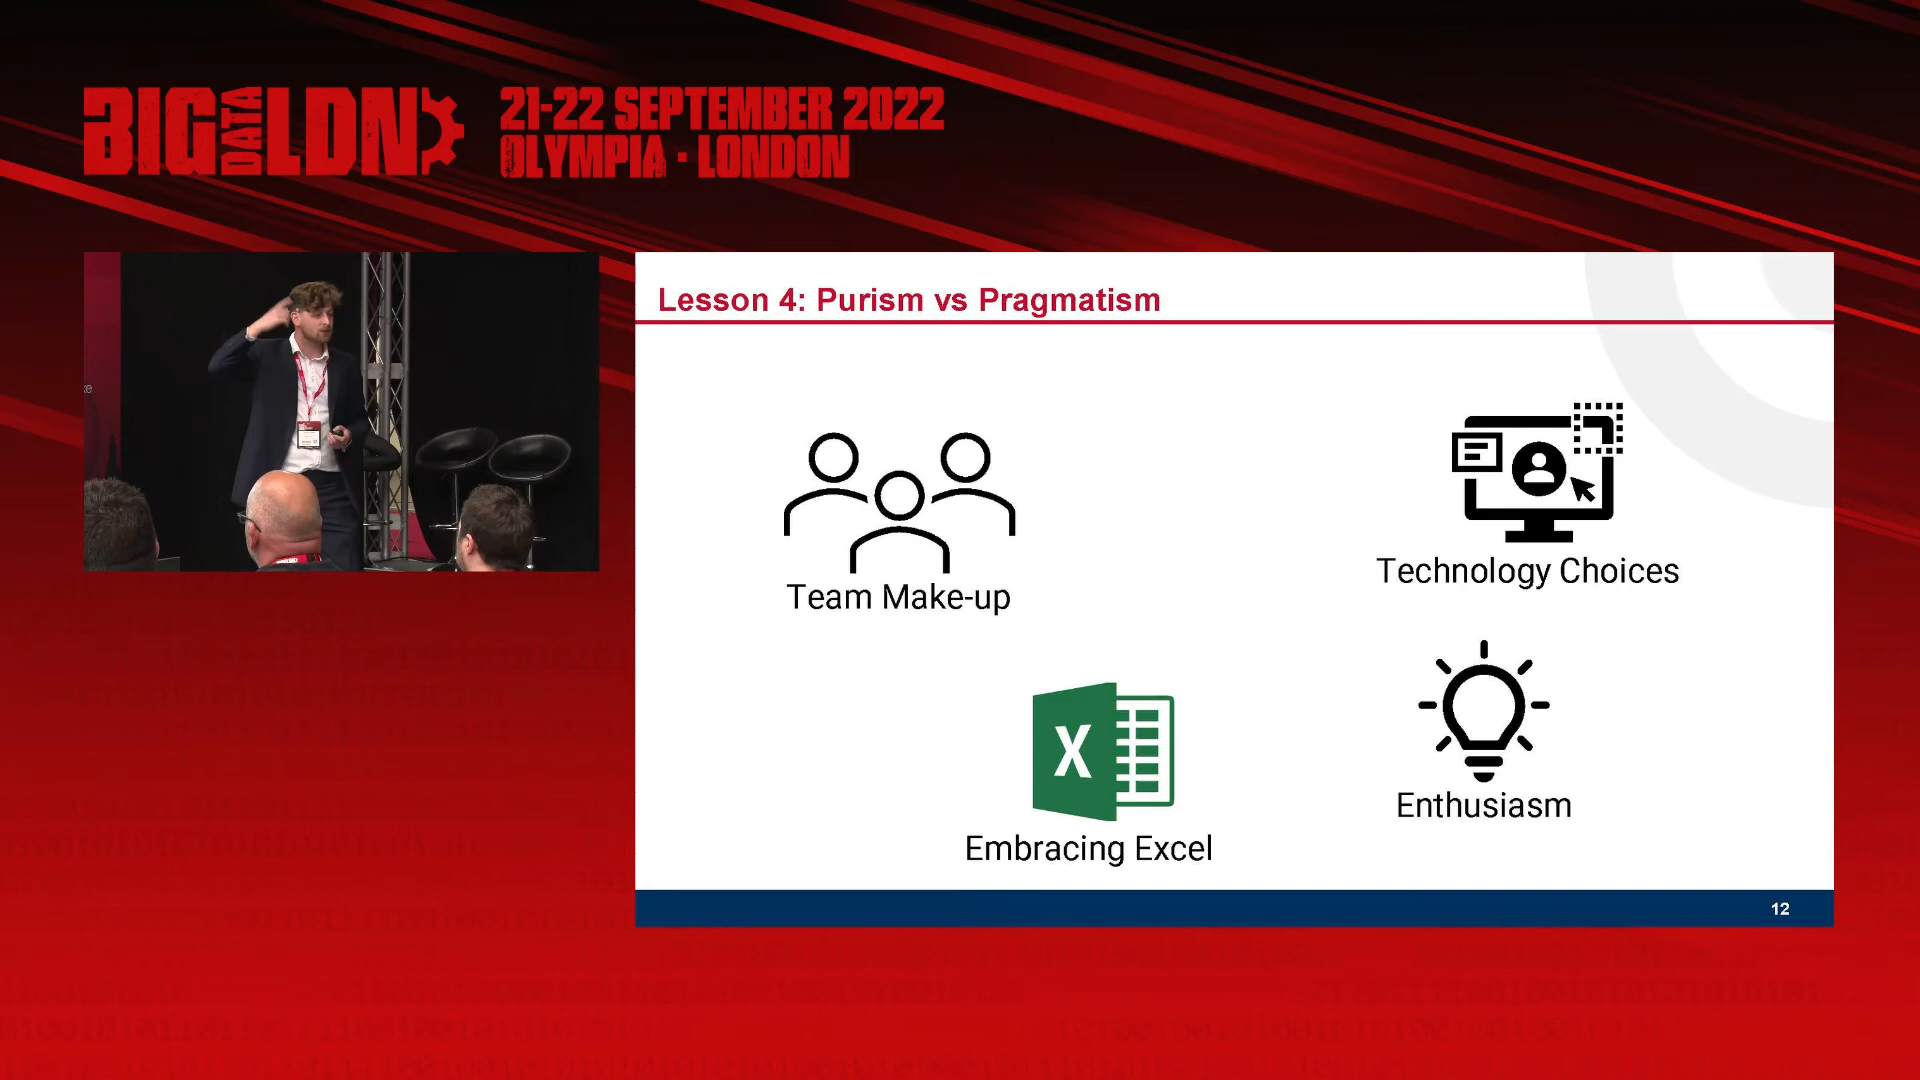 BIG DATA LDN
21-22 SEPTEMBER 2022
OLYMPIA · LONDON
Lesson 4: Purism vs Pragmatism
Technology Choices
Team Make-up
X
Enthusiasm
Embracing Excel
12